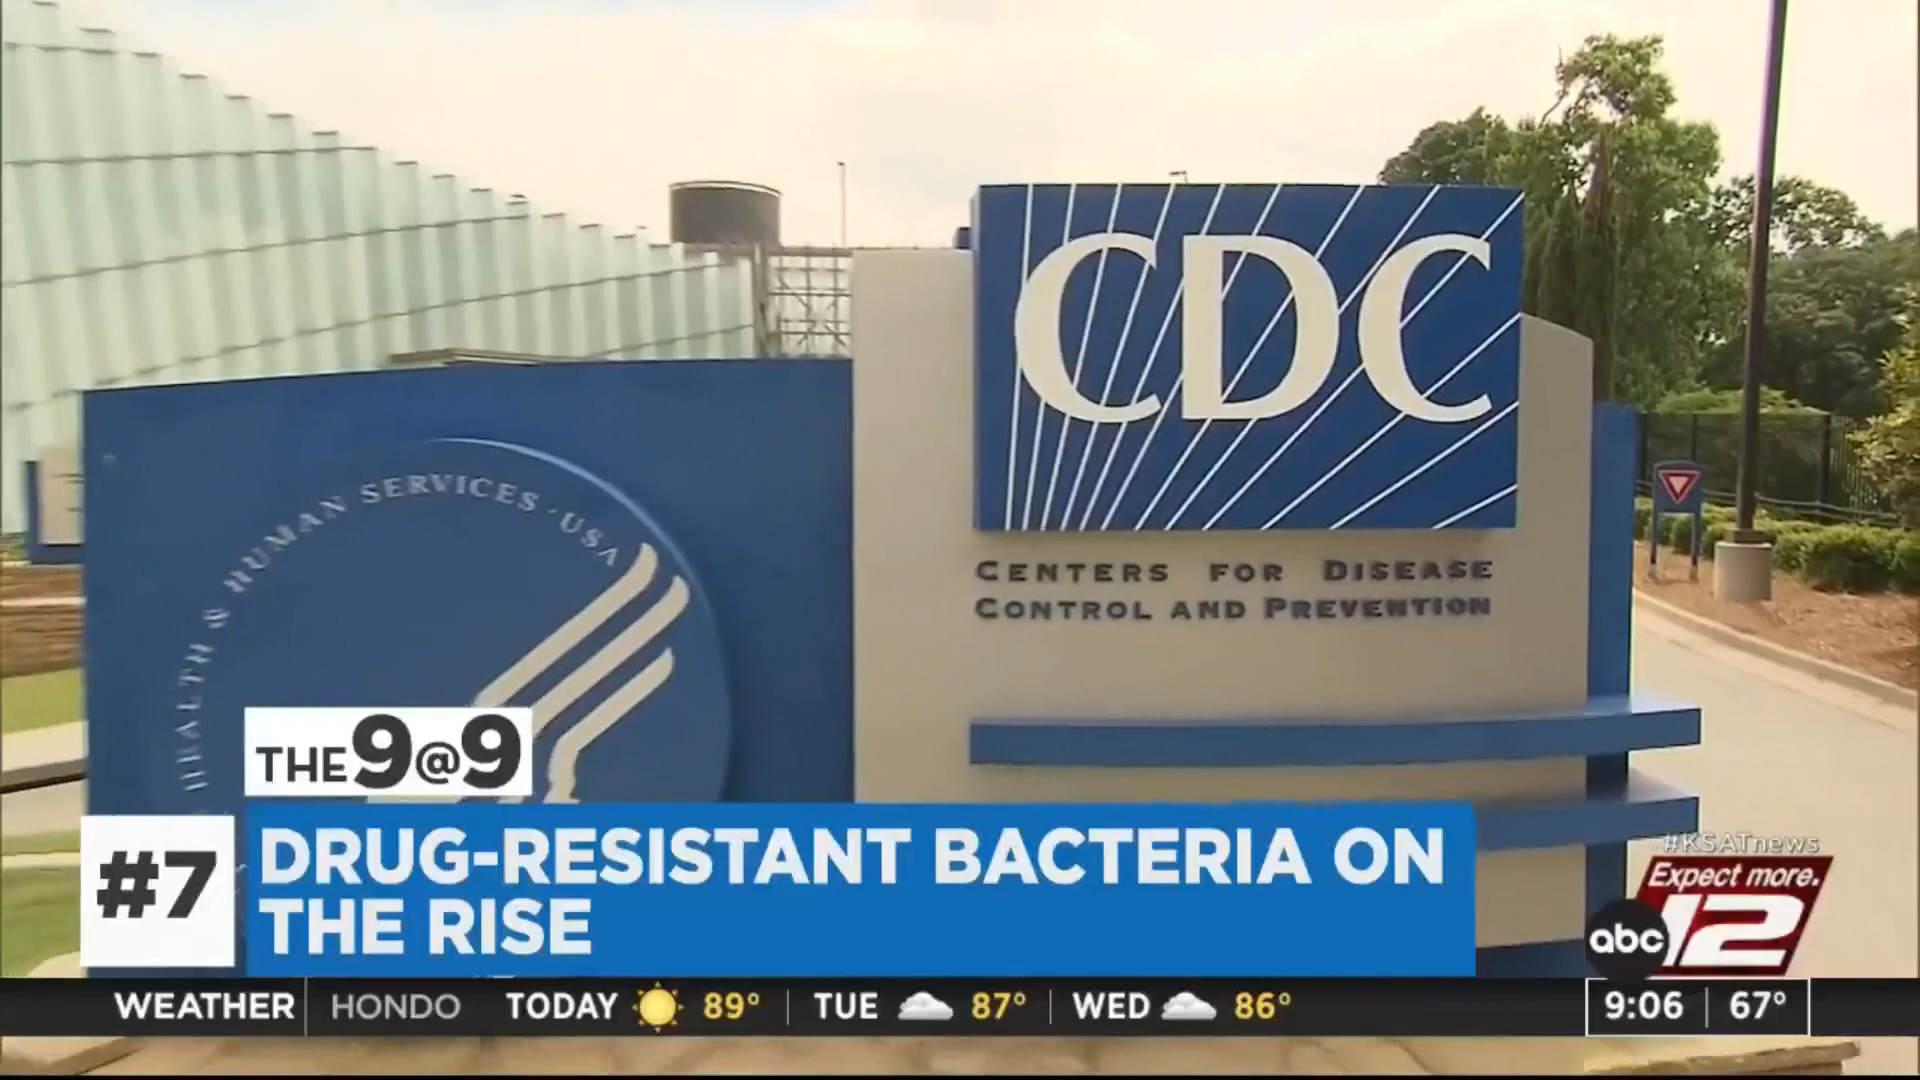 CDC
CENTERS FOR DISEASE
CONTROL AND PREVENTION
HEALTH & HUMAN SERVICES · USA
THE 9@9
#7
DRUG-RESISTANT BACTERIA ON
THE RISE
#KSATnews
Expect more.
abc 12
WEATHER HONDO TODAY 89° TUE 87° WED 86°
9:06 67°